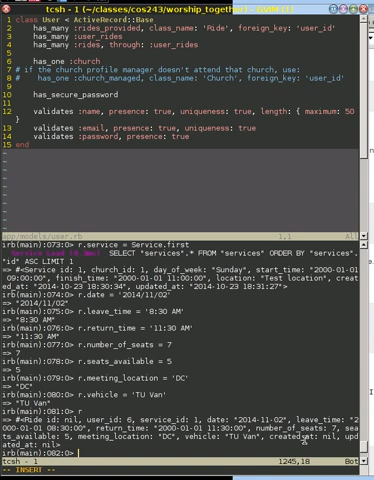 tcsh - 1 (~/classes/cos243/worship_together)
1 class User < ActiveRecord::Base
2     has_many :rides_provided, class_name: 'Ride', foreign_key: 'user_id'
3     has_many :user_rides
4     has_many :rides, through: :user_rides
5
6     has_one :church
7 # if the church profile manager doesn't attend that church, use:
8 #   has_one :church_managed, class_name: 'Church', foreign_key: 'user_id'
9
10     has_secure_password
11
12     validates :name, presence: true, uniqueness: true, length: { maximum: 50
}
13     validates :email, presence: true, uniqueness: true
14     validates :password, presence: true
15 end
~
~
~
~
~
~
~
app/models/user.rb 1,1 All
irb(main):073:0> r.service = Service.first
Service Load SELECT "services".* FROM "services" ORDER BY "services".
"id" ASC LIMIT 1
=> #<Service id: 1, church_id: 1, day_of_week: "Sunday", start_time: "2000-01-01
09:00:00", finish_time: "2000-01-01 11:00:00", location: "Test location", creat
ed_at: "2014-10-23 18:30:34", updated_at: "2014-10-23 18:31:27">
irb(main):074:0> r.date = '2014/11/02'
=> "2014/11/02"
irb(main):075:0> r.leave_time = '8:30 AM'
=> "8:30 AM"
irb(main):076:0> r.return_time = '11:30 AM'
=> "11:30 AM"
irb(main):077:0> r.number_of_seats = 7
=> 7
irb(main):078:0> r.seats_available = 5
=> 5
irb(main):079:0> r.meeting_location = 'DC'
=> "DC"
irb(main):080:0> r.vehicle = 'TU Van'
=> "TU Van"
irb(main):081:0> r
=> #<Ride id: nil, user_id: 6, service_id: 1, date: "2014-11-02", leave_time: "2
000-01-01 08:30:00", return_time: "2000-01-01 11:30:00", number_of_seats: 7, sea
ts_available: 5, meeting_location: "DC", vehicle: "TU Van", created_at: nil, upd
ated_at: nil>
irb(main):082:0>
tcsh - 1 1245,18 Bot
-- INSERT --